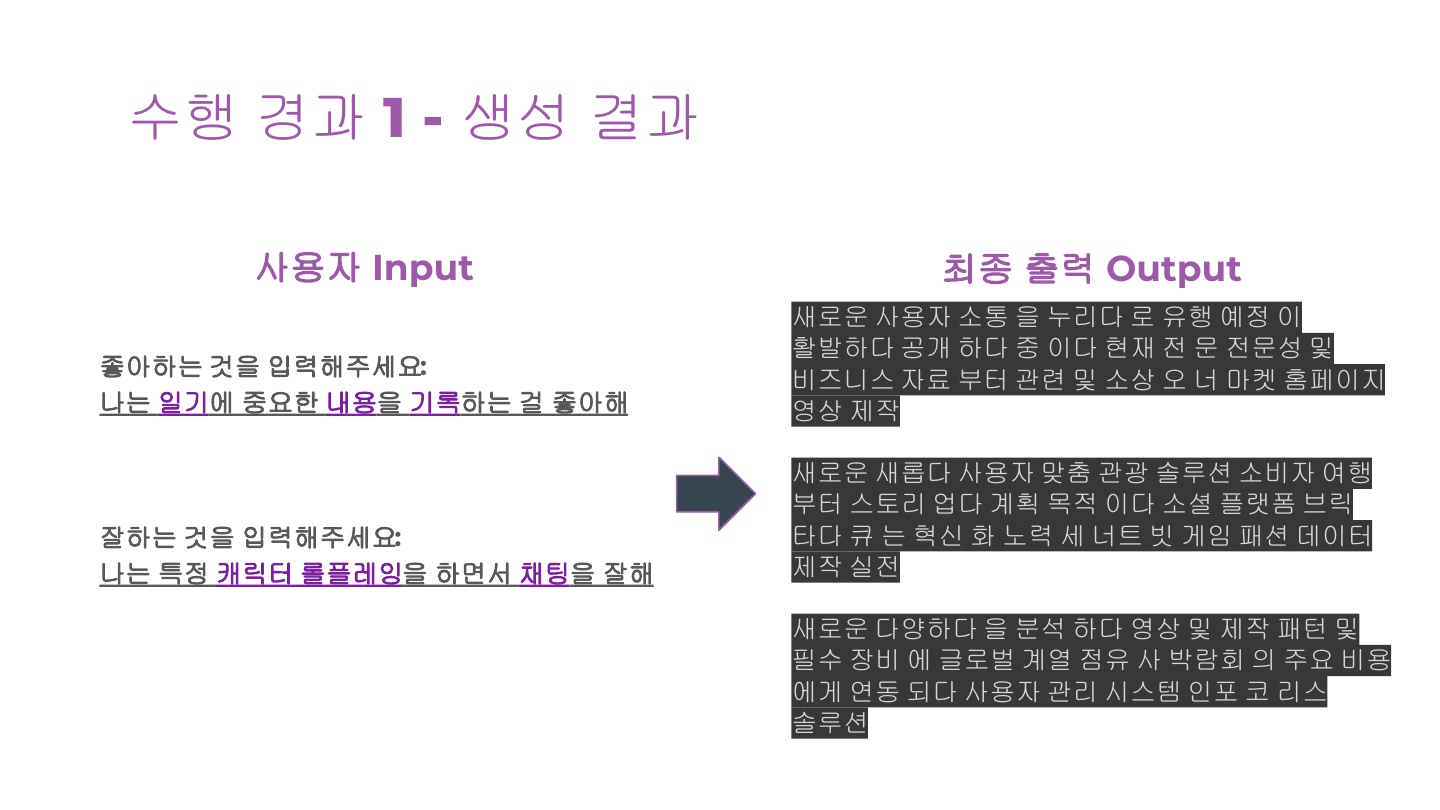 수행 경과 1 - 생성 결과
사용자 Input
좋아하는 것을 입력해주세요:
나는 일기에 중요한 내용을 기록하는 걸 좋아해
잘하는 것을 입력해주세요:
나는 특정 캐릭터 롤플레잉을 하면서 채팅을 잘해
최종 출력 Output
새로운 사용자 소통 을 누리다 로 유행 예정 이
활발하다 공개 하다 중 이다 현재 전 문 전문성 및
비즈니스 자료 부터 관련 및 소상 오 너 마켓 홈페이지
영상 제작
새로운 새롭다 사용자 맞춤 관광 솔루션 소비자 여행
부터 스토리 업다 계획 목적 이다 소셜 플랫폼 브릭
타다 큐 는 혁신 화 노력 세 너트 빗 게임 패션 데이터
제작 실전
새로운 다양하다 을 분석 하다 영상 및 제작 패턴 및
필수 장비 에 글로벌 계열 점유 사 박람회 의 주요 비용
에게 연동 되다 사용자 관리 시스템 인포 코 리스
솔루션